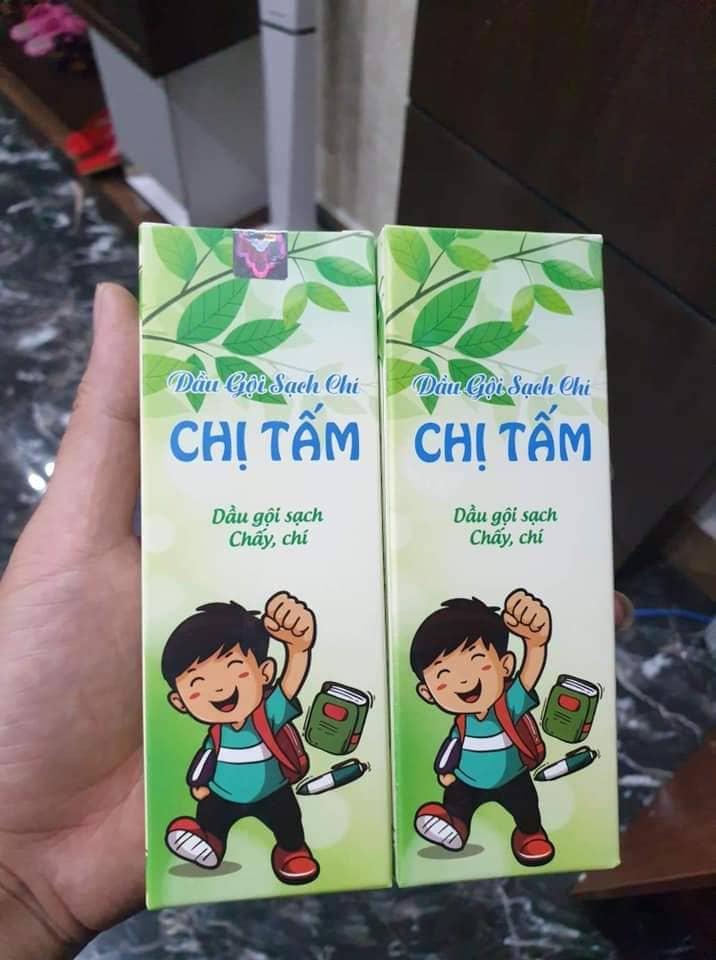 Dầu Gội Sạch Chí
CHỊ TẤM
Dầu gội sạch
Chấy, chí
Dầu Gội Sạch Chí
CHỊ TẤM
Dầu gội sạch
Chấy, chí